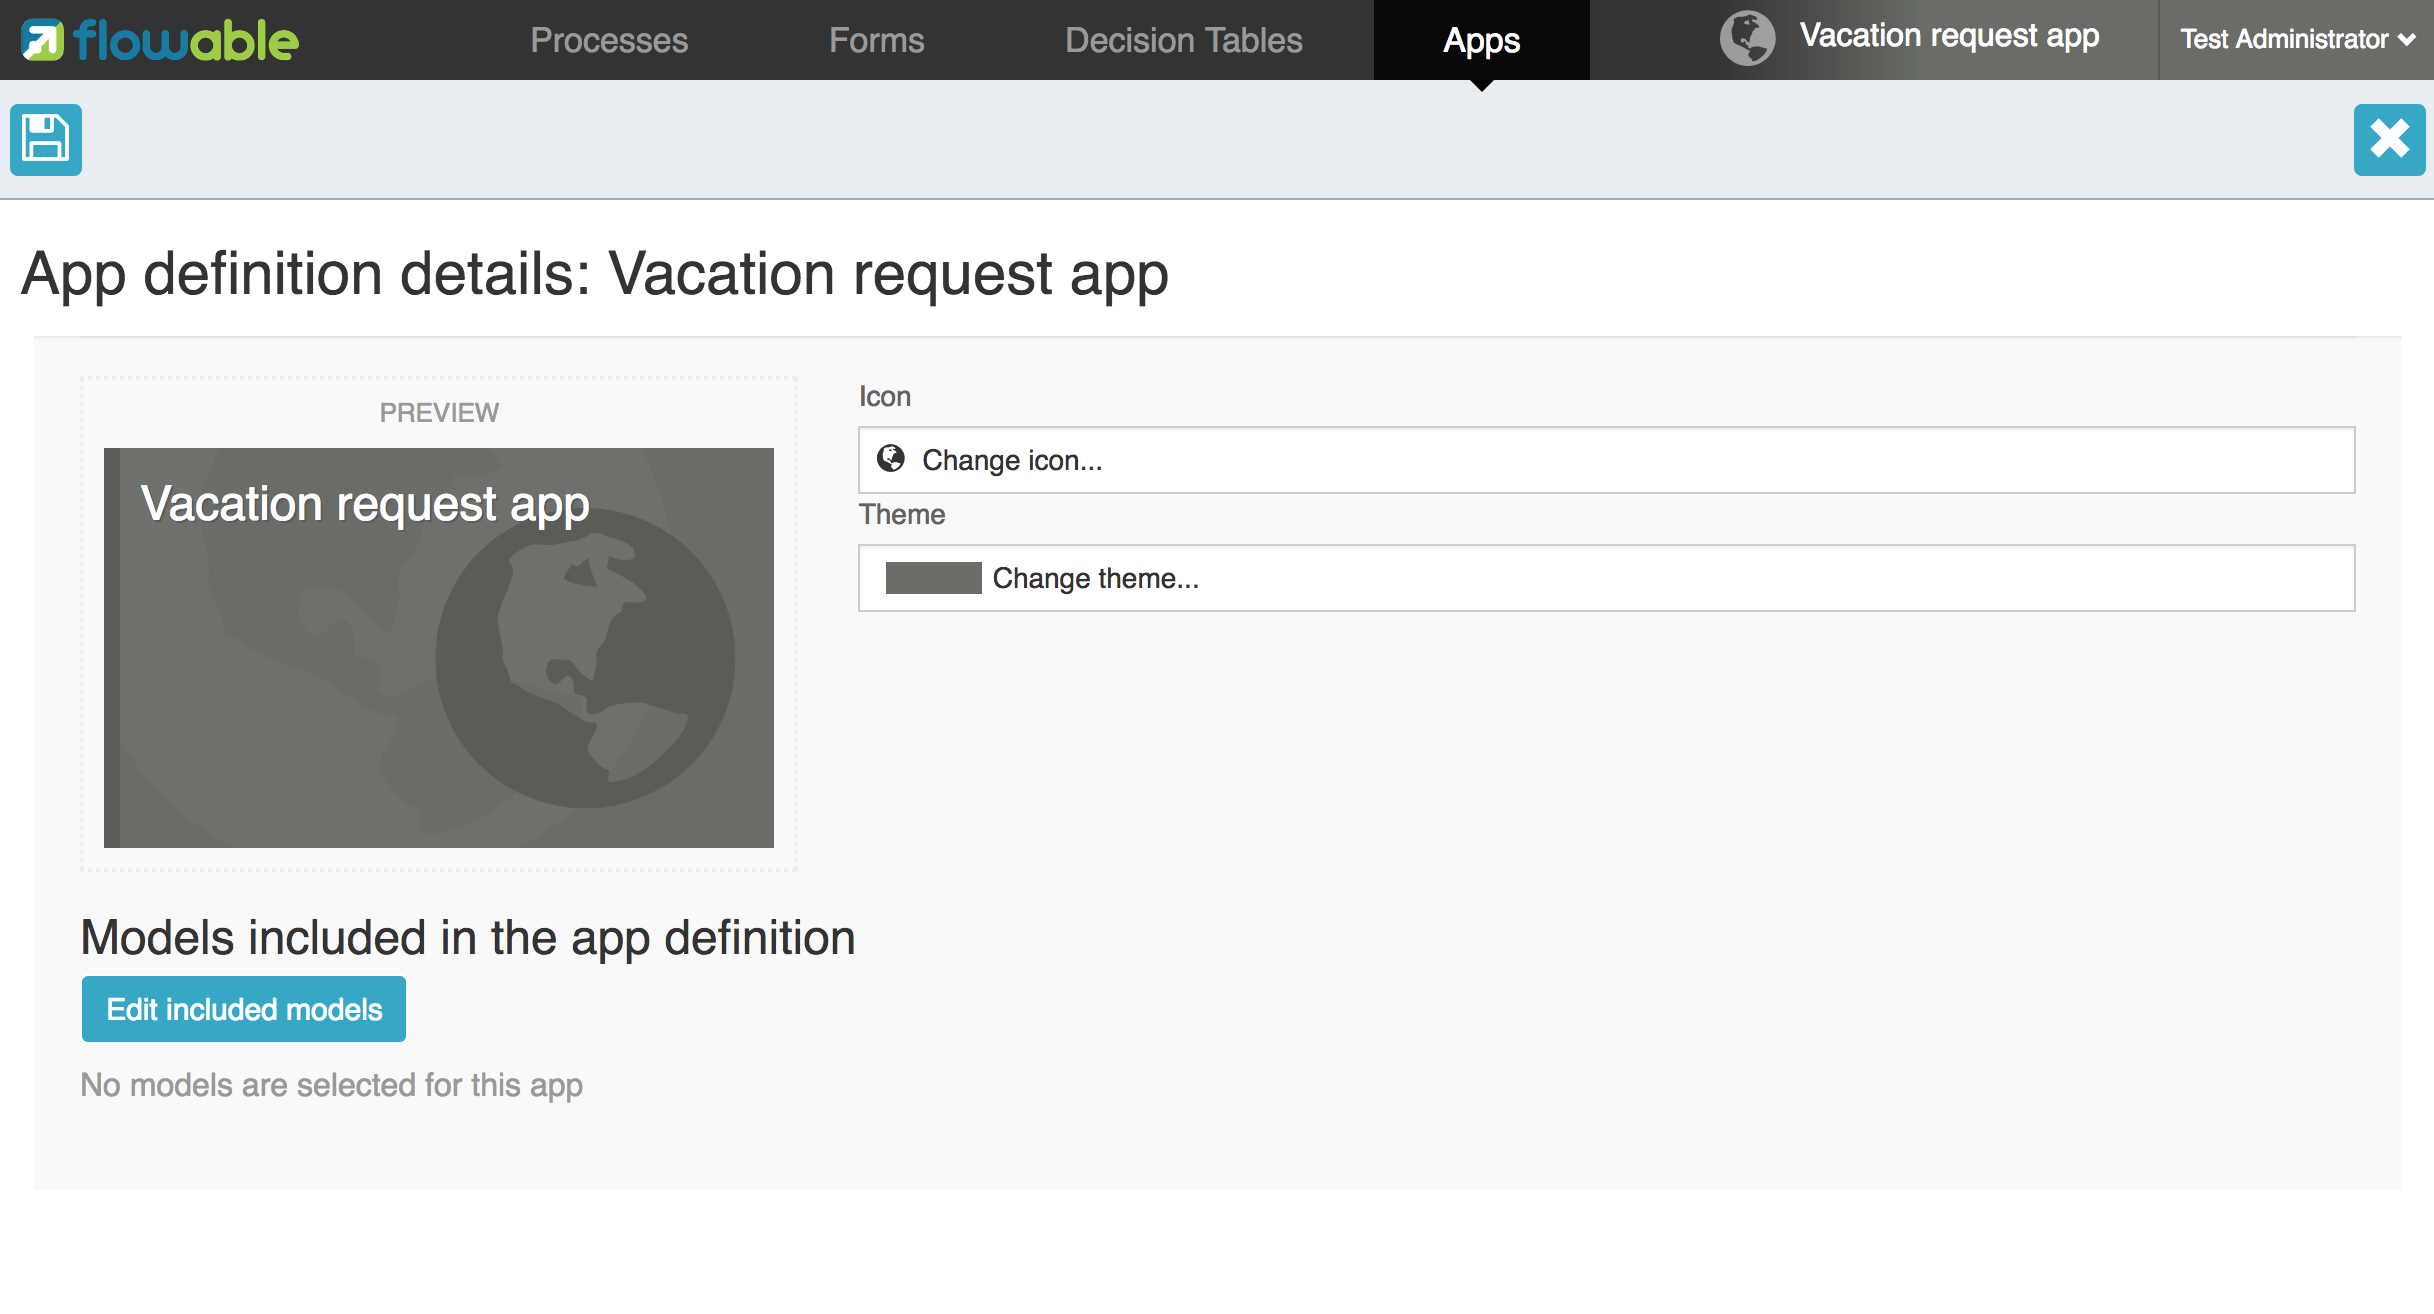 flowable Processes Forms Decision Tables Apps Vacation request app Test Administrator
App definition details: Vacation request app
PREVIEW
Vacation request app
Icon
Change icon...
Theme
Change theme...
Models included in the app definition
Edit included models
No models are selected for this app